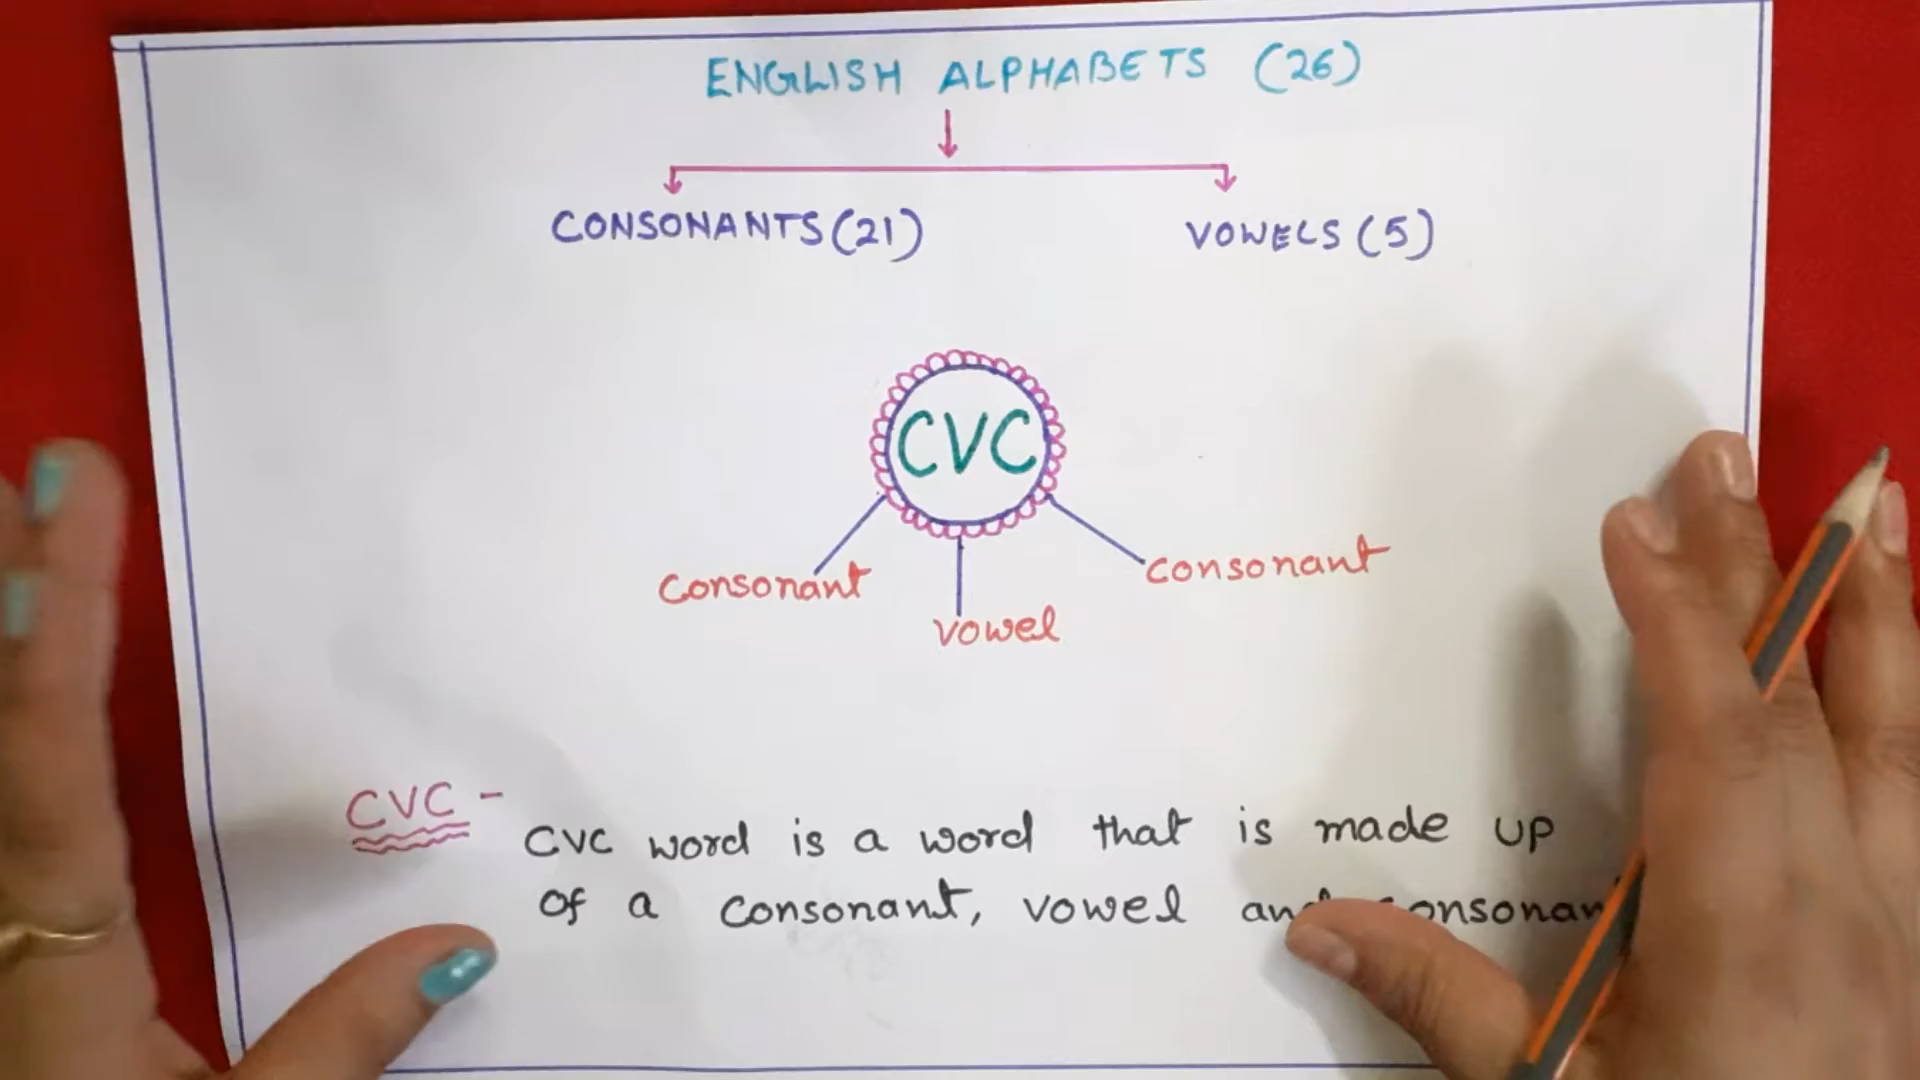 ENGLISH ALPHABETS (26)
CONSONANTS (21)
VOWELS (5)
CVC
consonant
consonant
vowel
CVC -
CVC word is a word that is made up
of a consonant, vowel